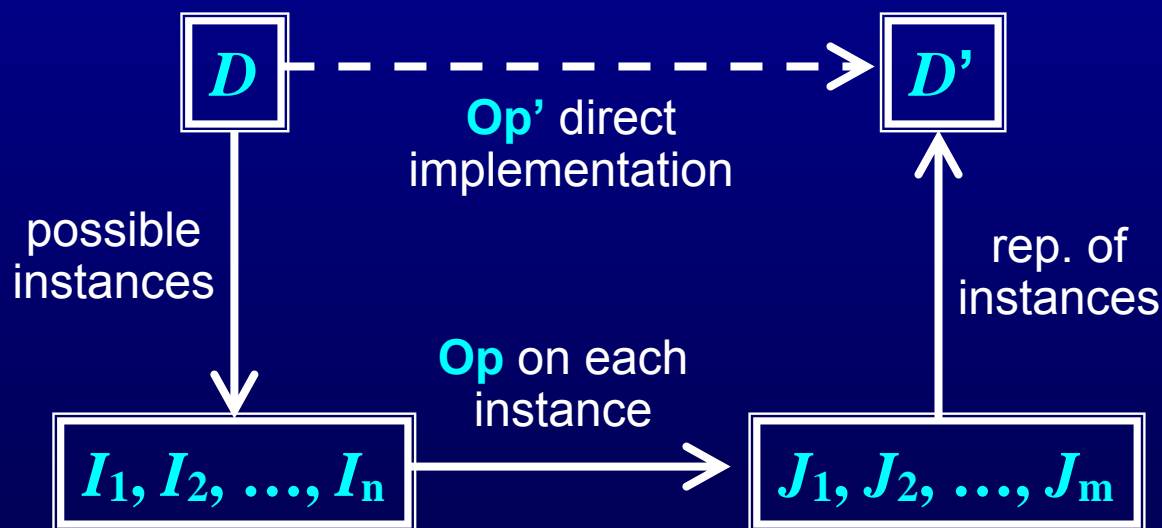 D
D’
Op’ direct
implementation
possible
instances
rep. of
instances
Op on each
instance
I1, I2, …, In
J1, J2, …, Jm